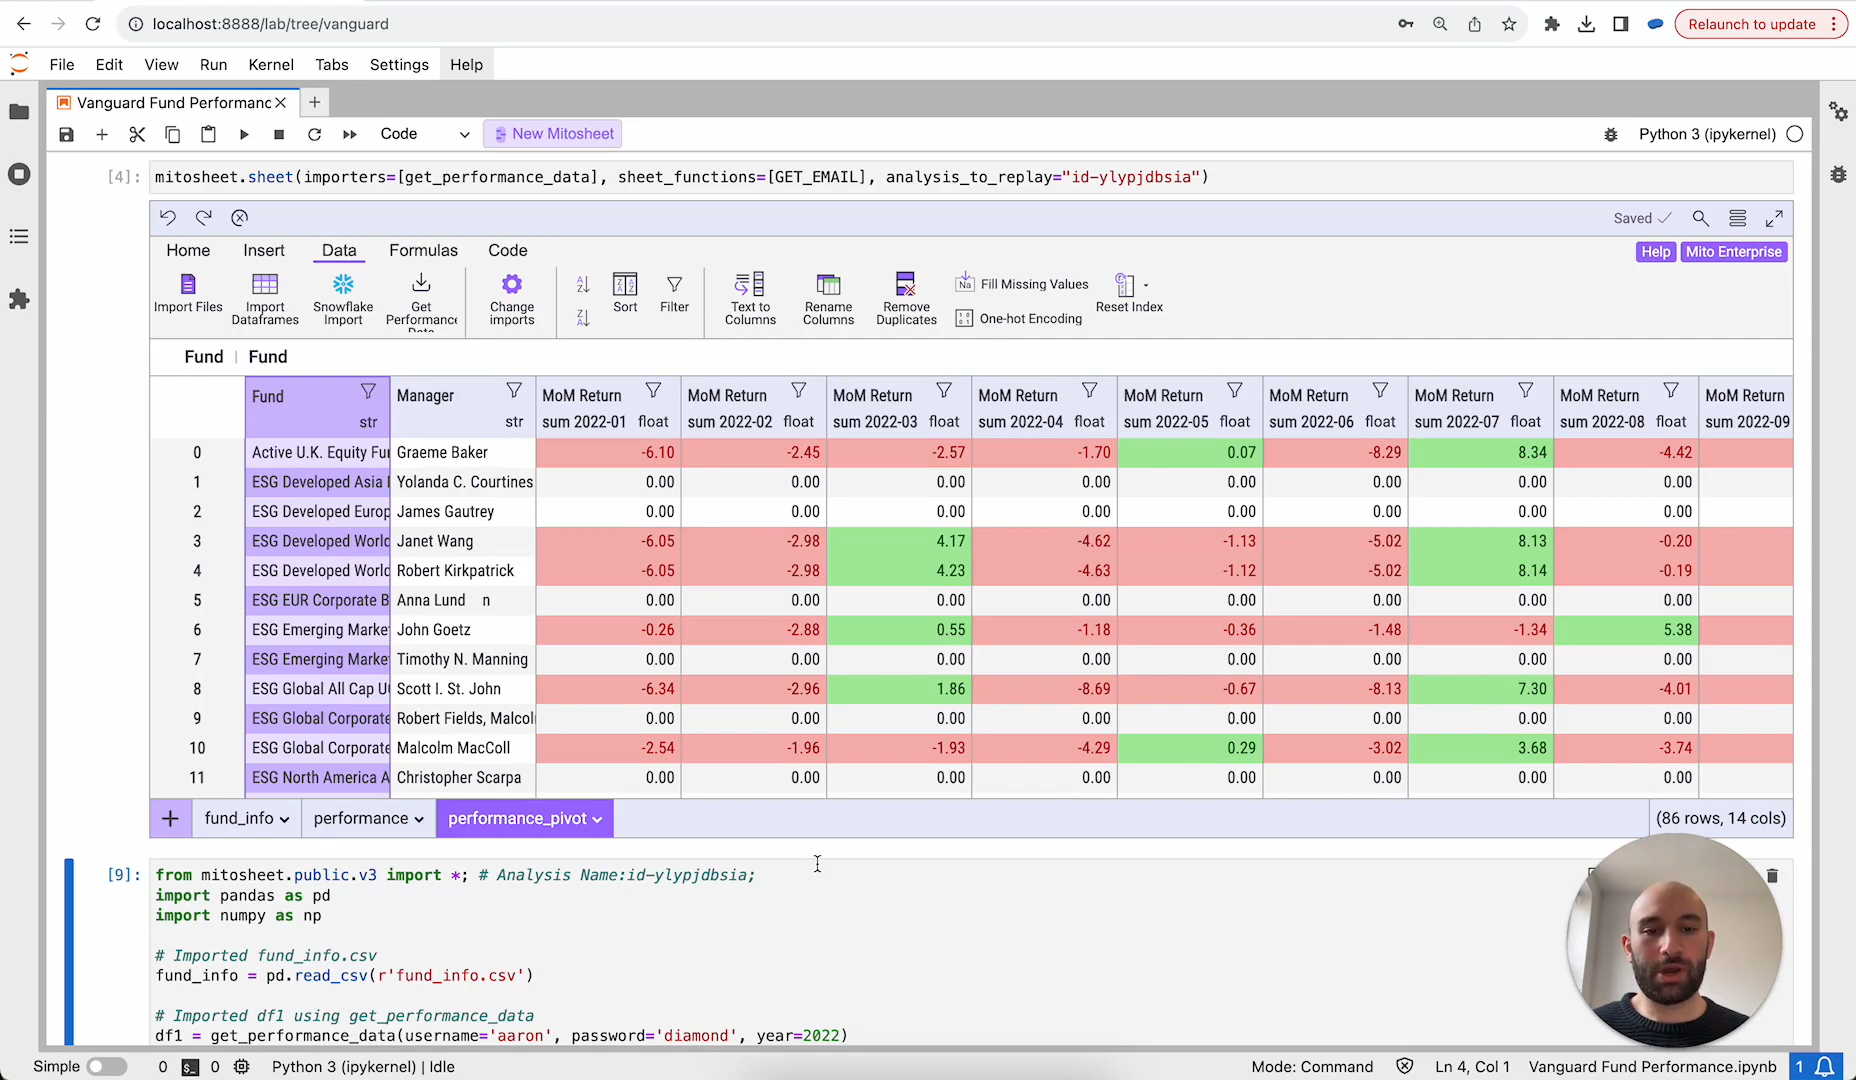 localhost:8888/lab/tree/vanguard
Relaunch to update
File Edit View Run Kernel Tabs Settings Help
Vanguard Fund Performanc
Code New Mitosheet Python 3 (ipykernel)
[4]: mitosheet.sheet(importers=[get_performance_data], sheet_functions=[GET_EMAIL], analysis_to_replay="id-ylypjdbsia")
Saved
Home Insert Data Formulas Code Help Mito Enterprise
Import Files
Import Dataframes
Snowflake Import
Get Performance Data
Change imports
Sort
Filter
Text to Columns
Rename Columns
Remove Duplicates
Fill Missing Values
One-hot Encoding
Reset Index
Fund Fund
Fund Manager MoM Return MoM Return MoM Return MoM Return MoM Return MoM Return MoM Return MoM Return MoM Return
str str sum 2022-01 float sum 2022-02 float sum 2022-03 float sum 2022-04 float sum 2022-05 float sum 2022-06 float sum 2022-07 float sum 2022-08 float sum 2022-09
0 Active U.K. Equity Fu Graeme Baker -6.10 -2.45 -2.57 -1.70 0.07 -8.29 8.34 -4.42
1 ESG Developed Asia Yolanda C. Courtines 0.00 0.00 0.00 0.00 0.00 0.00 0.00 0.00
2 ESG Developed Europ James Gautrey 0.00 0.00 0.00 0.00 0.00 0.00 0.00 0.00
3 ESG Developed World Janet Wang -6.05 -2.98 4.17 -4.62 -1.13 -5.02 8.13 -0.20
4 ESG Developed World Robert Kirkpatrick -6.05 -2.98 4.23 -4.63 -1.12 -5.02 8.14 -0.19
5 ESG EUR Corporate B Anna Lund n 0.00 0.00 0.00 0.00 0.00 0.00 0.00 0.00
6 ESG Emerging Marke John Goetz -0.26 -2.88 0.55 -1.18 -0.36 -1.48 -1.34 5.38
7 ESG Emerging Marke Timothy N. Manning 0.00 0.00 0.00 0.00 0.00 0.00 0.00 0.00
8 ESG Global All Cap U Scott I. St. John -6.34 -2.96 1.86 -8.69 -0.67 -8.13 7.30 -4.01
9 ESG Global Corporate Robert Fields, Malcol 0.00 0.00 0.00 0.00 0.00 0.00 0.00 0.00
10 ESG Global Corporate Malcolm MacColl -2.54 -1.96 -1.93 -4.29 0.29 -3.02 3.68 -3.74
11 ESG North America A Christopher Scarpa 0.00 0.00 0.00 0.00 0.00 0.00 0.00 0.00
+ fund_info performance performance_pivot (86 rows, 14 cols)
[9]: from mitosheet.public.v3 import *; # Analysis Name:id-ylypjdbsia;
import pandas as pd
import numpy as np
# Imported fund_info.csv
fund_info = pd.read_csv(r'fund_info.csv')
# Imported df1 using get_performance_data
df1 = get_performance_data(username='aaron', password='diamond', year=2022)
Simple 0 $_ 0 Python 3 (ipykernel) | Idle Mode: Command Ln 4, Col 1 Vanguard Fund Performance.ipynb 1